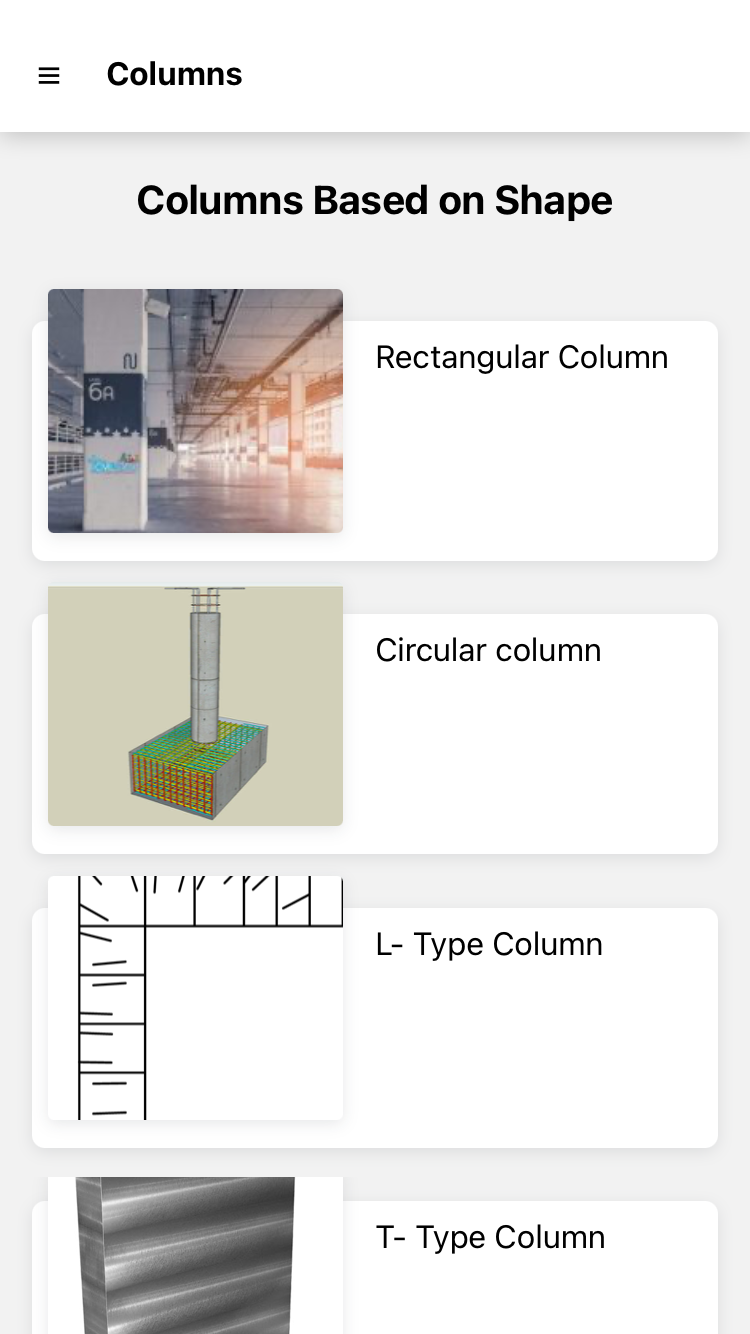 ≡ Columns
Columns Based on Shape
Rectangular Column
6A
Circular column
L- Type Column
T- Type Column